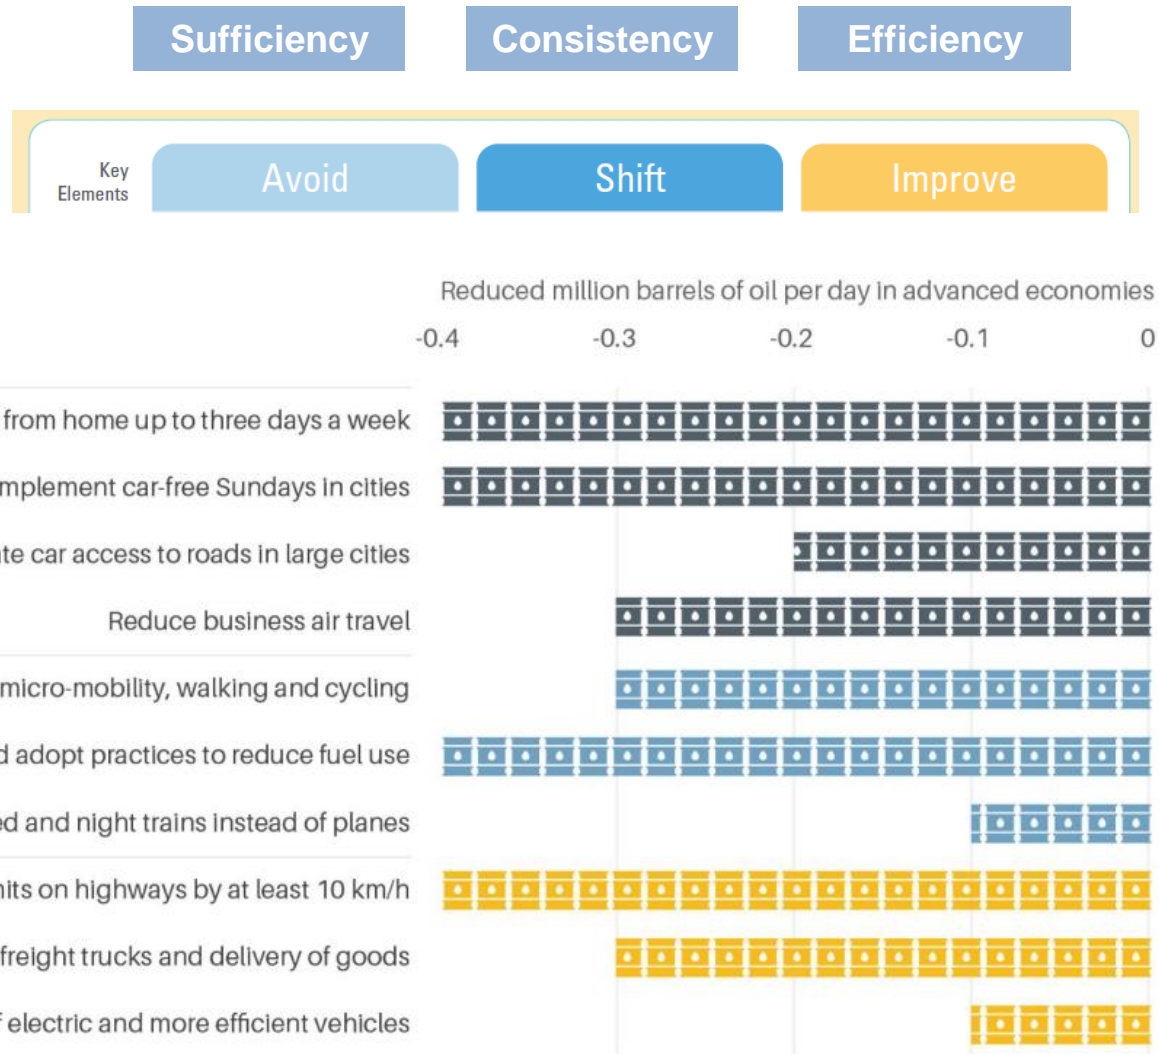 Sufficiency Consistency Efficiency
Key
Elements
Avoid Shift Improve
Reduced million barrels of oil per day in advanced economies
-0.4 -0.3 -0.2 -0.1 0
from home up to three days a week
mplement car-free Sundays in cities
te car access to roads in large cities
Reduce business air travel
micro-mobility, walking and cycling
d adopt practices to reduce fuel use
ed and night trains instead of planes
its on highways by at least 10 km/h
freight trucks and delivery of goods
electric and more efficient vehicles